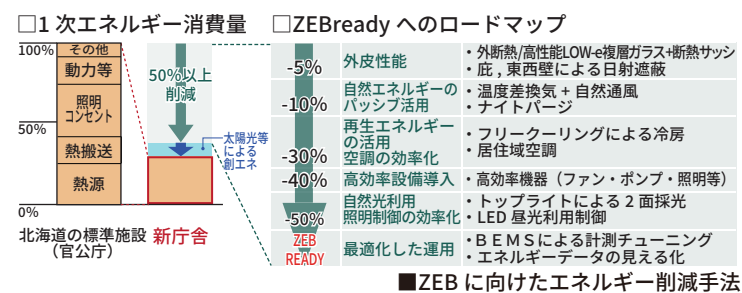 □1 次エネルギー消費量
100%
50%
0%
その他
動力等
照明
コンセント
熱搬送
熱源
50%以上
削減
太陽光等
による
創エネ
北海道の標準施設
（官公庁）
新庁舎
□ZEBready へのロードマップ
-5%
外皮性能
・外断熱/高性能LOW-e複層ガラス+断熱サッシ
・庇 , 東西壁による日射遮蔽
-10%
自然エネルギーの
パッシブ活用
・温度差換気 + 自然通風
・ナイトパージ
-30%
再生エネルギー
の活用
空調の効率化
・フリークーリングによる冷房
・居住域空調
-40%
高効率設備導入
・高効率機器（ファン・ポンプ・照明等）
-50%
自然光利用
照明制御の効率化
・トップライトによる 2 面採光
・LED 昼光利用制御
ZEB
READY
最適化した運用
・ＢＥＭＳによる計測チューニング
・エネルギーデータの見える化
■ZEB に向けたエネルギー削減手法